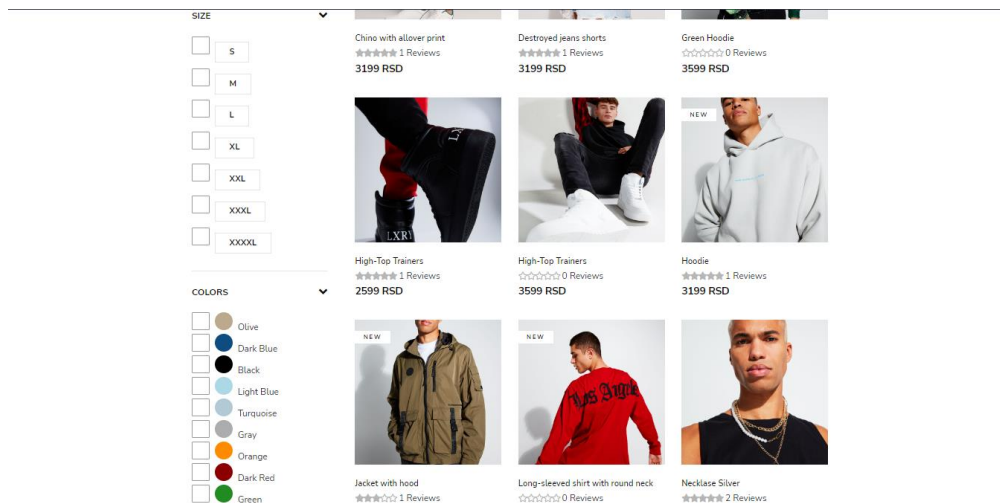 SIZE
S
M
L
XL
XXL
XXXL
XXXXL
COLORS
Olive
Dark Blue
Black
Light Blue
Turquoise
Gray
Orange
Dark Red
Green
Chino with allover print
1 Reviews
3199 RSD
Destroyed jeans shorts
1 Reviews
3199 RSD
Green Hoodie
0 Reviews
3599 RSD
LXRY
LXRY
High-Top Trainers
1 Reviews
2599 RSD
High-Top Trainers
0 Reviews
3599 RSD
NEW
Hoodie
1 Reviews
3199 RSD
NEW
Jacket with hood
1 Reviews
NEW
Los Angeles
Long-sleeved shirt with round neck
0 Reviews
Necklase Silver
2 Reviews